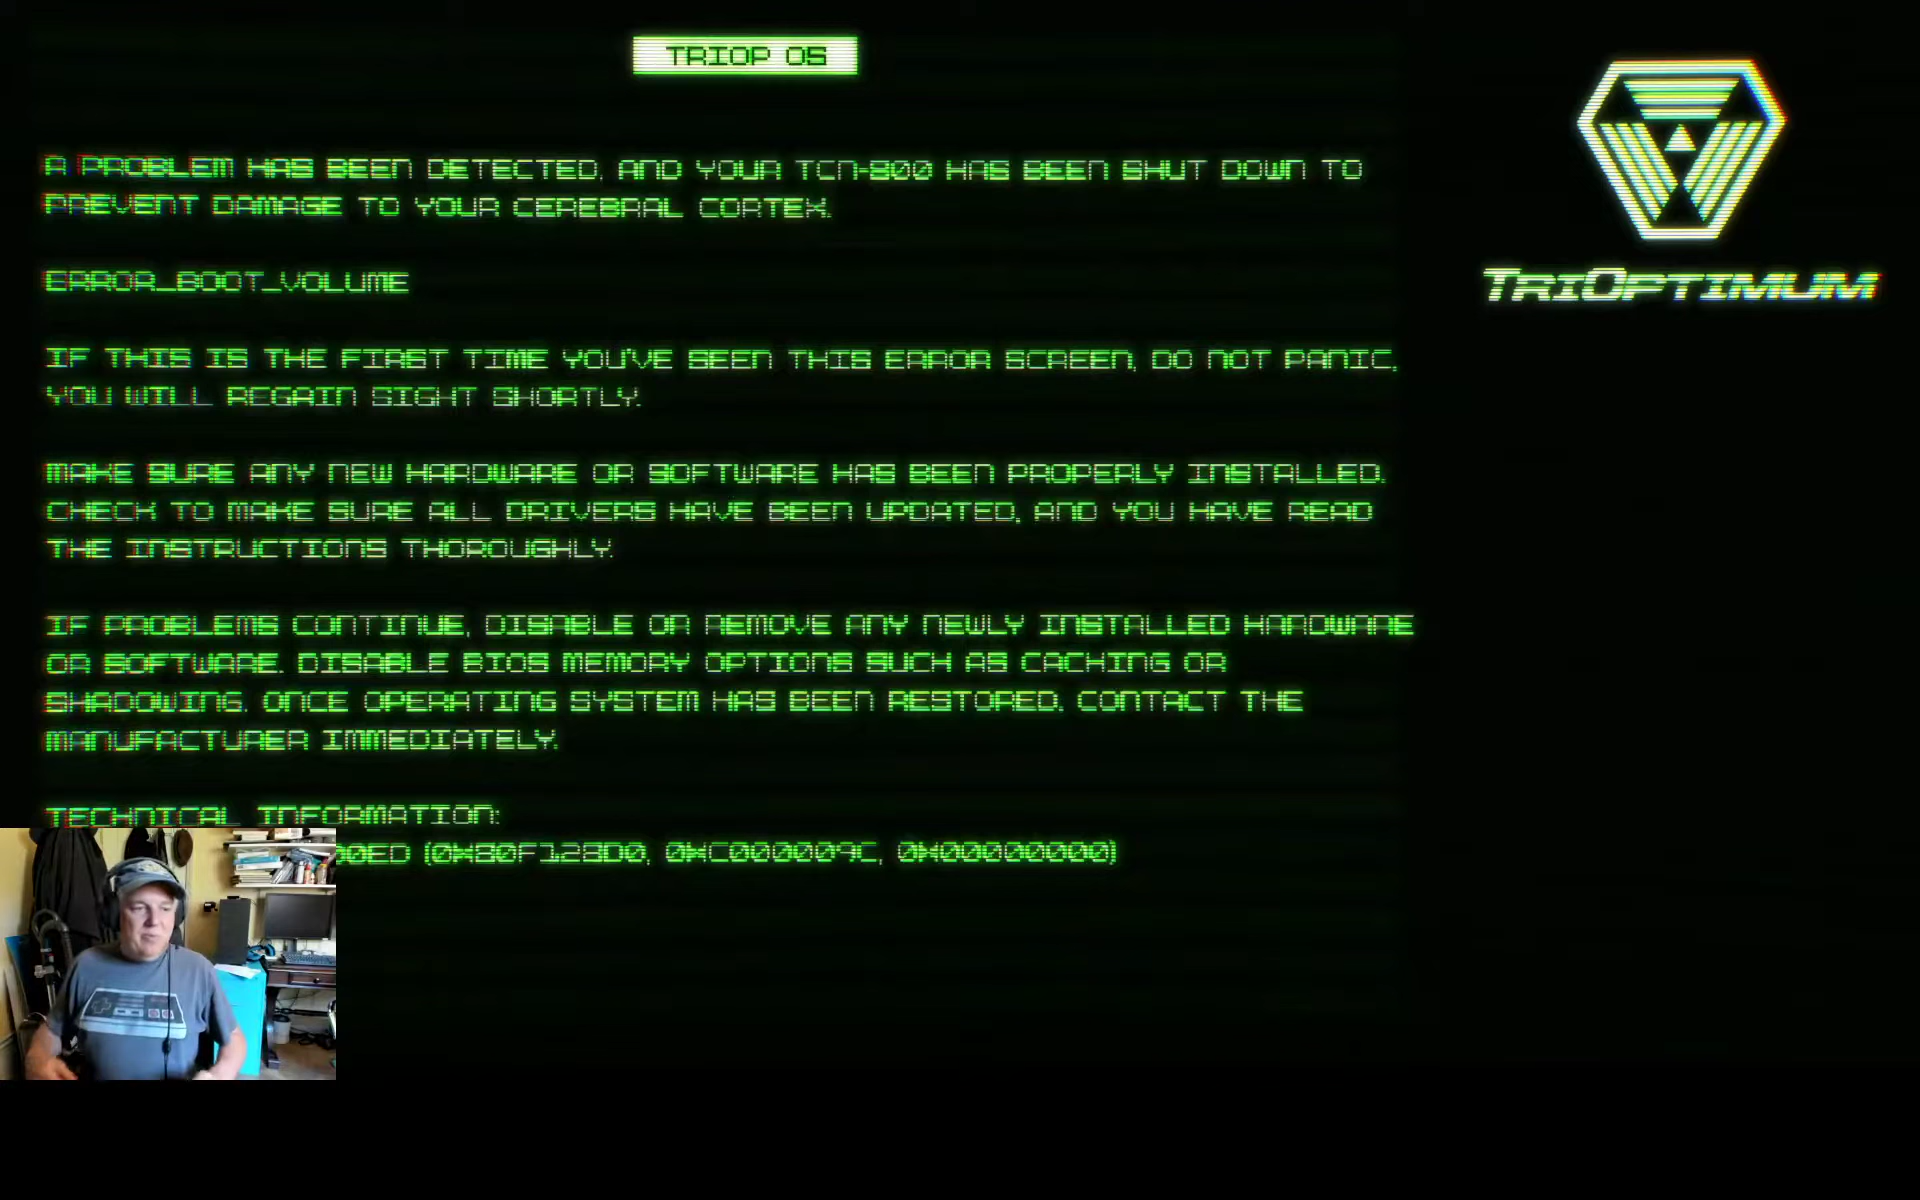 TRIOP OS
TRIOPTIMUM
A PROBLEM HAS BEEN DETECTED, AND YOUR TCN-800 HAS BEEN SHUT DOWN TO
PREVENT DAMAGE TO YOUR CEREBRAL CORTEX.
ERROR_BOOT_VOLUME
IF THIS IS THE FIRST TIME YOU'VE SEEN THIS ERROR SCREEN, DO NOT PANIC,
YOU WILL REGAIN SIGHT SHORTLY.
MAKE SURE ANY NEW HARDWARE OR SOFTWARE HAS BEEN PROPERLY INSTALLED.
CHECK TO MAKE SURE ALL DRIVERS HAVE BEEN UPDATED, AND YOU HAVE READ
THE INSTRUCTIONS THOROUGHLY.
IF PROBLEMS CONTINUE, DISABLE OR REMOVE ANY NEWLY INSTALLED HARDWARE
OR SOFTWARE. DISABLE BIOS MEMORY OPTIONS SUCH AS CACHING OR
SHADOWING. ONCE OPERATING SYSTEM HAS BEEN RESTORED, CONTACT THE
MANUFACTURER IMMEDIATELY.
TECHNICAL INFORMATION:
00ED (0X80F128D0, 0XC000009C, 0X00000000)